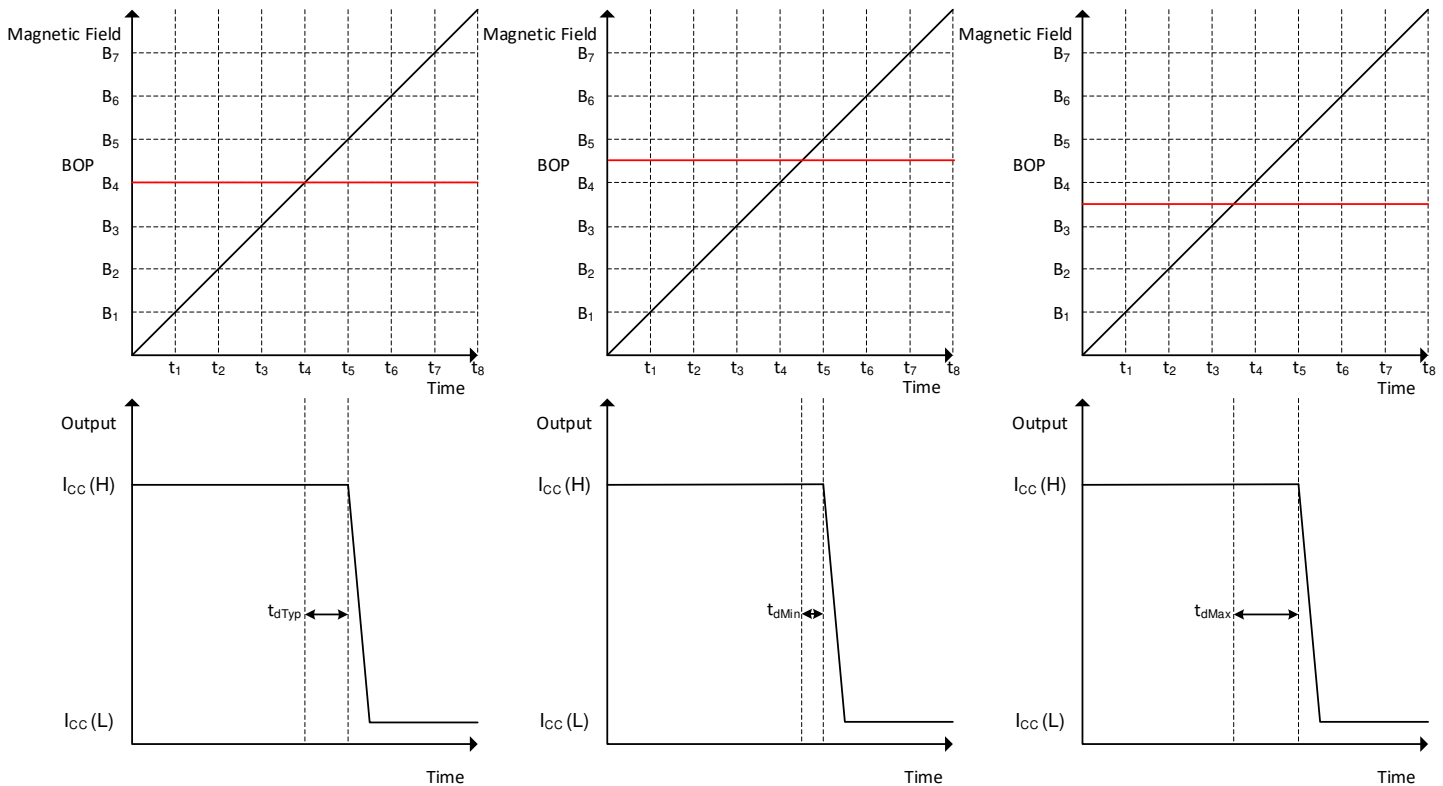 Magnetic Field
B7
B6
B5
BOP
B4
B3
B2
B1
t1 t2 t3 t4 t5 t6 t7 t8
Time
Magnetic Field
B7
B6
B5
BOP
B4
B3
B2
B1
t1 t2 t3 t4 t5 t6 t7 t8
Time
Magnetic Field
B7
B6
B5
BOP
B4
B3
B2
B1
t1 t2 t3 t4 t5 t6 t7 t8
Time
Output
ICC (H)
tdTyp
ICC (L)
Time
Output
ICC (H)
tdMin
ICC (L)
Time
Output
ICC (H)
tdMax
ICC (L)
Time